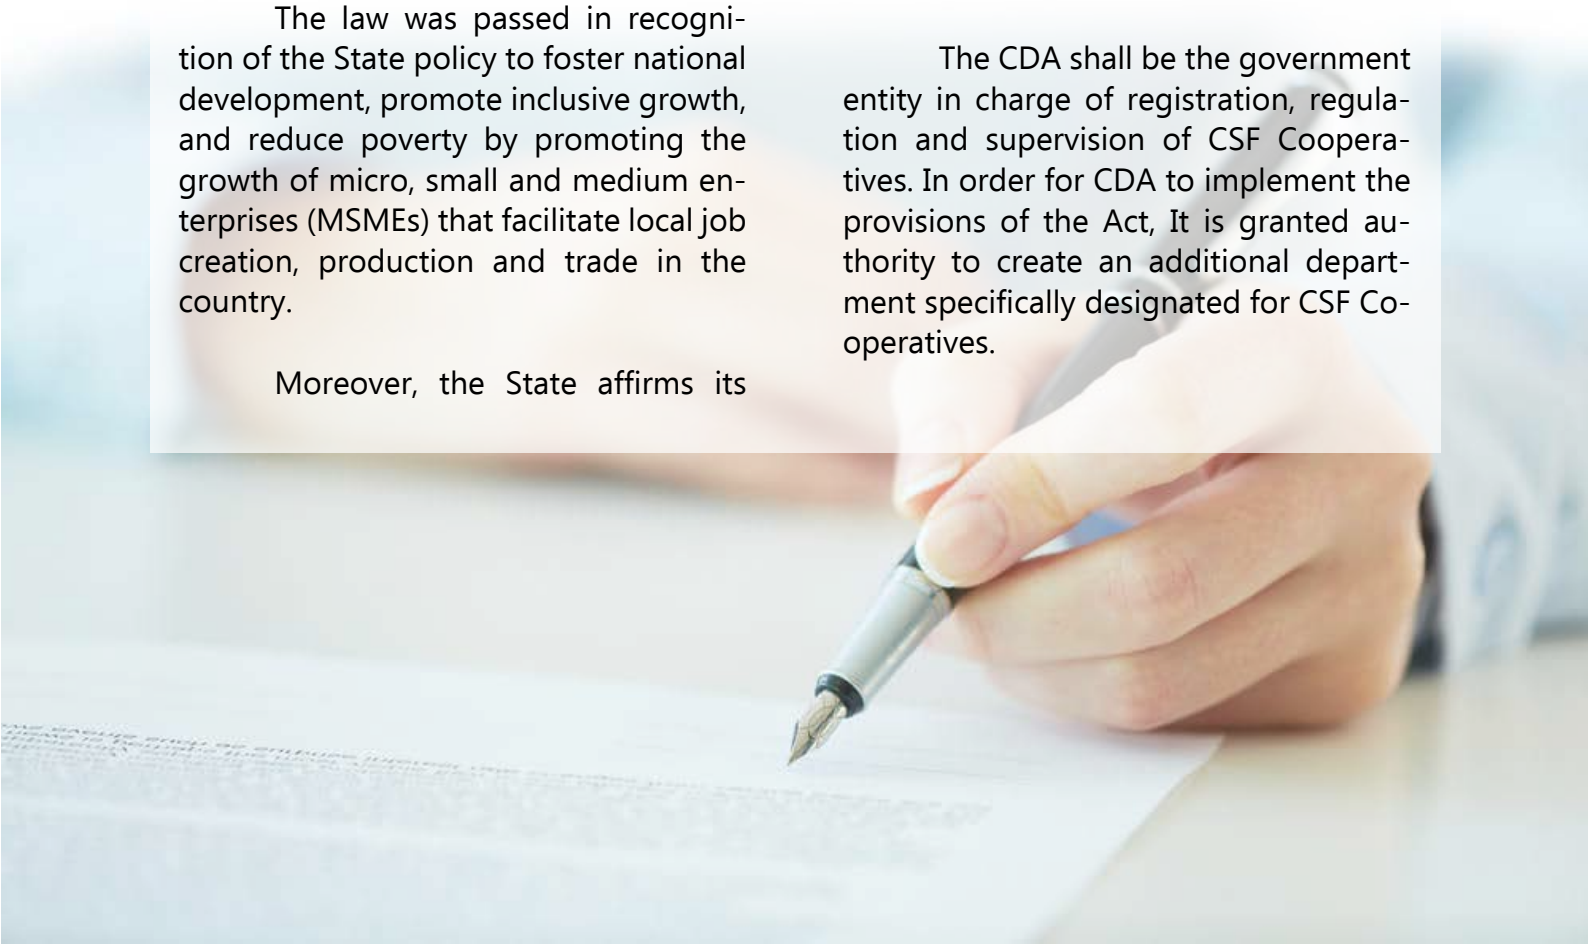 The law was passed in recogni-
tion of the State policy to foster national
development, promote inclusive growth,
and reduce poverty by promoting the
growth of micro, small and medium en-
terprises (MSMEs) that facilitate local job
creation, production and trade in the
country.
Moreover, the State affirms its
The CDA shall be the government
entity in charge of registration, regula-
tion and supervision of CSF Coopera-
tives. In order for CDA to implement the
provisions of the Act, It is granted au-
thority to create an additional depart-
ment specifically designated for CSF Co-
operatives.